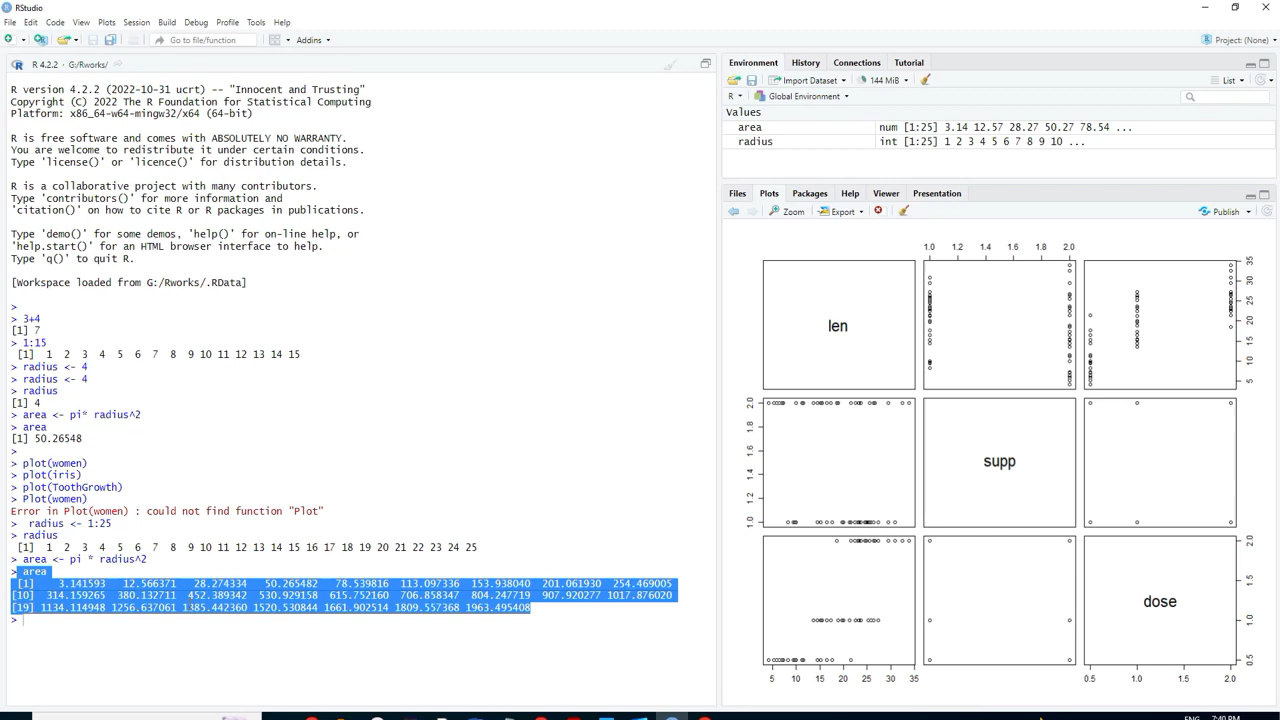 RStudio
File Edit Code View Plots Session Build Debug Profile Tools Help
Go to file/function Addins Project: (None)
R 4.2.2 · G:/Rworks/
R version 4.2.2 (2022-10-31 ucrt) -- "Innocent and Trusting"
Copyright (C) 2022 The R Foundation for Statistical Computing
Platform: x86_64-w64-mingw32/x64 (64-bit)
R is free software and comes with ABSOLUTELY NO WARRANTY.
You are welcome to redistribute it under certain conditions.
Type 'license()' or 'licence()' for distribution details.
R is a collaborative project with many contributors.
Type 'contributors()' for more information and
'citation()' on how to cite R or R packages in publications.
Type 'demo()' for some demos, 'help()' for on-line help, or
'help.start()' for an HTML browser interface to help.
Type 'q()' to quit R.
[Workspace loaded from G:/Rworks/.RData]
>
> 3+4
[1] 7
> 1:15
[1] 1 2 3 4 5 6 7 8 9 10 11 12 13 14 15
> radius <- 4
> radius <- 4
> radius
[1] 4
> area <- pi* radius^2
> area
[1] 50.26548
>
> plot(women)
> plot(iris)
> plot(ToothGrowth)
> Plot(women)
Error in Plot(women) : could not find function "Plot"
> radius <- 1:25
> radius
[1] 1 2 3 4 5 6 7 8 9 10 11 12 13 14 15 16 17 18 19 20 21 22 23 24 25
> area <- pi * radius^2
> area
[1] 3.141593 12.566371 28.274334 50.265482 78.539816 113.097336 153.938040 201.061930 254.469005
[10] 314.159265 380.132711 452.389342 530.929158 615.752160 706.858347 804.247719 907.920277 1017.876020
[19] 1134.114948 1256.637061 1385.442360 1520.530844 1661.902514 1809.557368 1963.495408
>
Environment History Connections Tutorial
Import Dataset 144 MiB List
R Global Environment
Values
area num [1:25] 3.14 12.57 28.27 50.27 78.54 ...
radius int [1:25] 1 2 3 4 5 6 7 8 9 10 ...
Files Plots Packages Help Viewer Presentation
Zoom Export Publish
1.0 1.2 1.4 1.6 1.8 2.0
len
5 10 15 20 25 30 35
1.0 1.2 1.4 1.6 1.8 2.0
supp
dose
0.5 1.0 1.5 2.0
5 10 15 20 25 30 35
0.5 1.0 1.5 2.0
ENG 7:40 PM